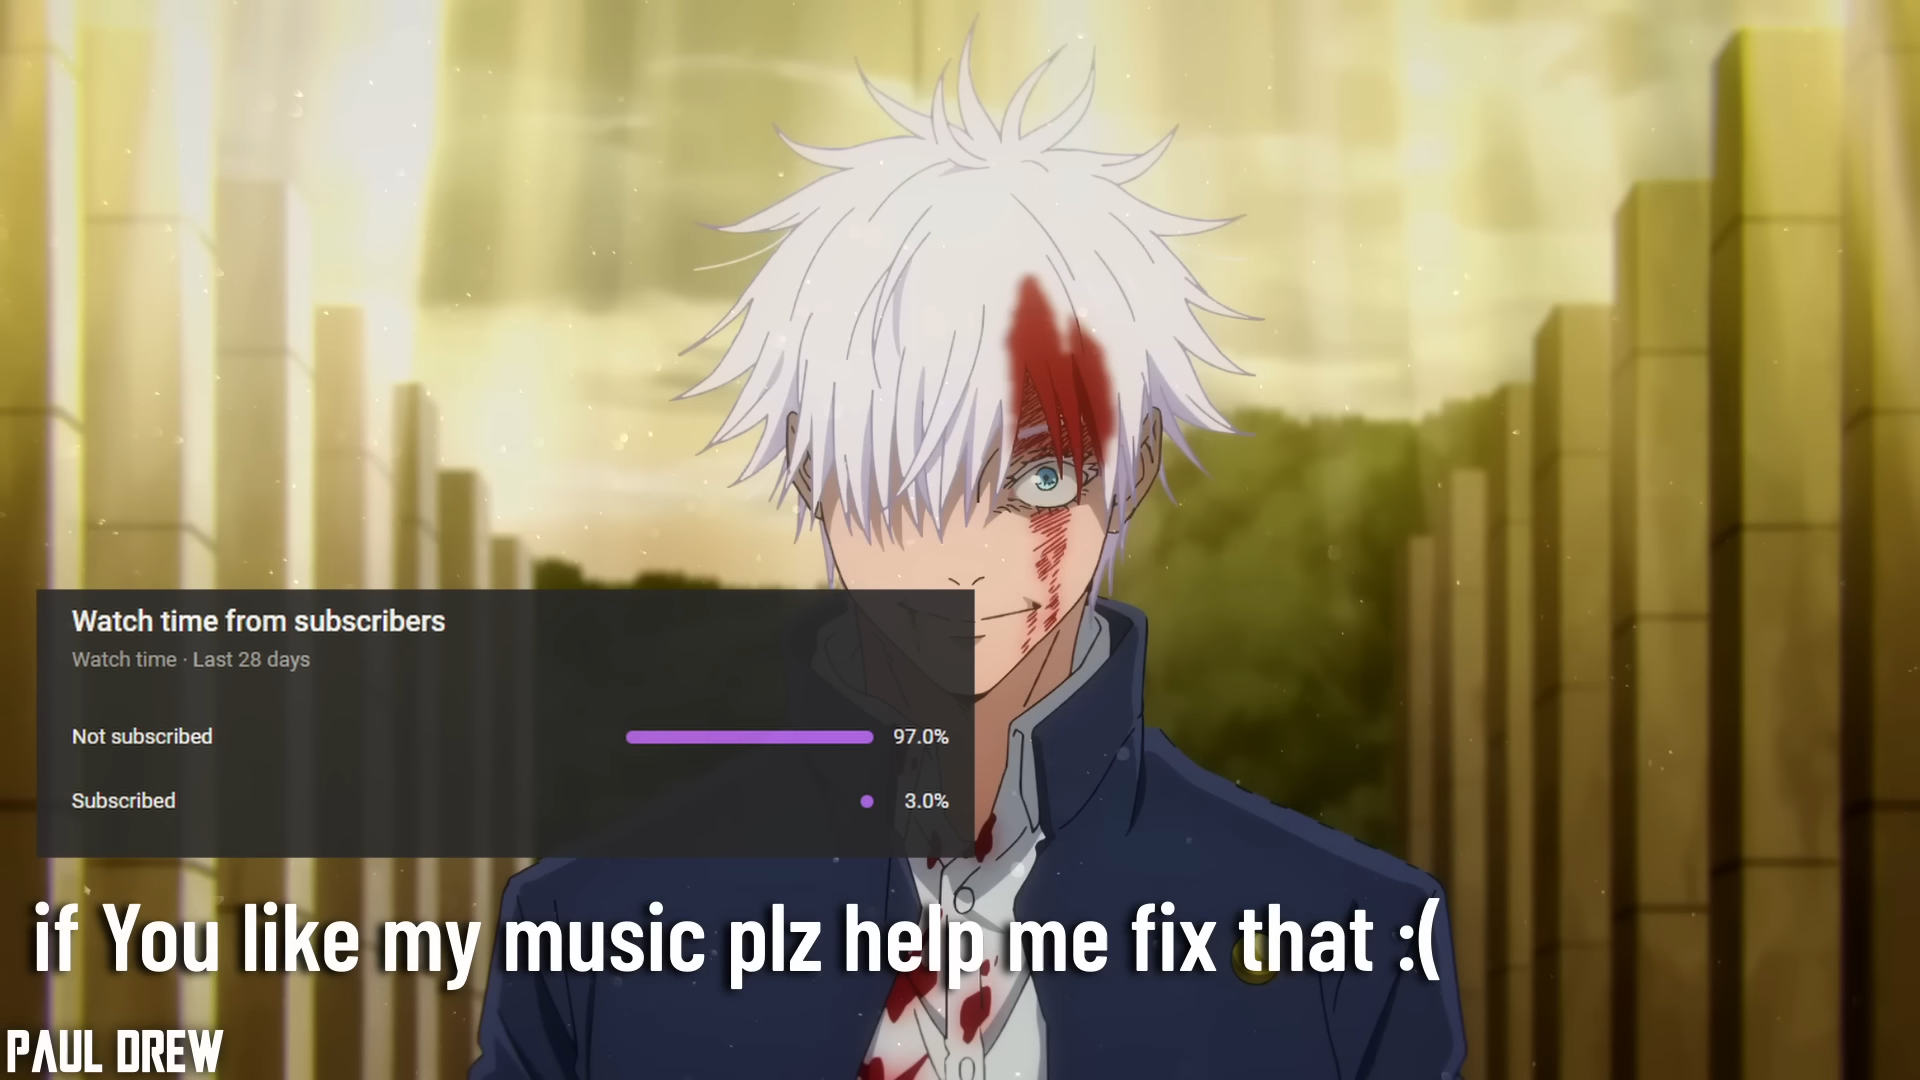 Watch time from subscribers
Watch time · Last 28 days
Not subscribed 97.0%
Subscribed 3.0%
if You like my music plz help me fix that :(
PAUL DREW